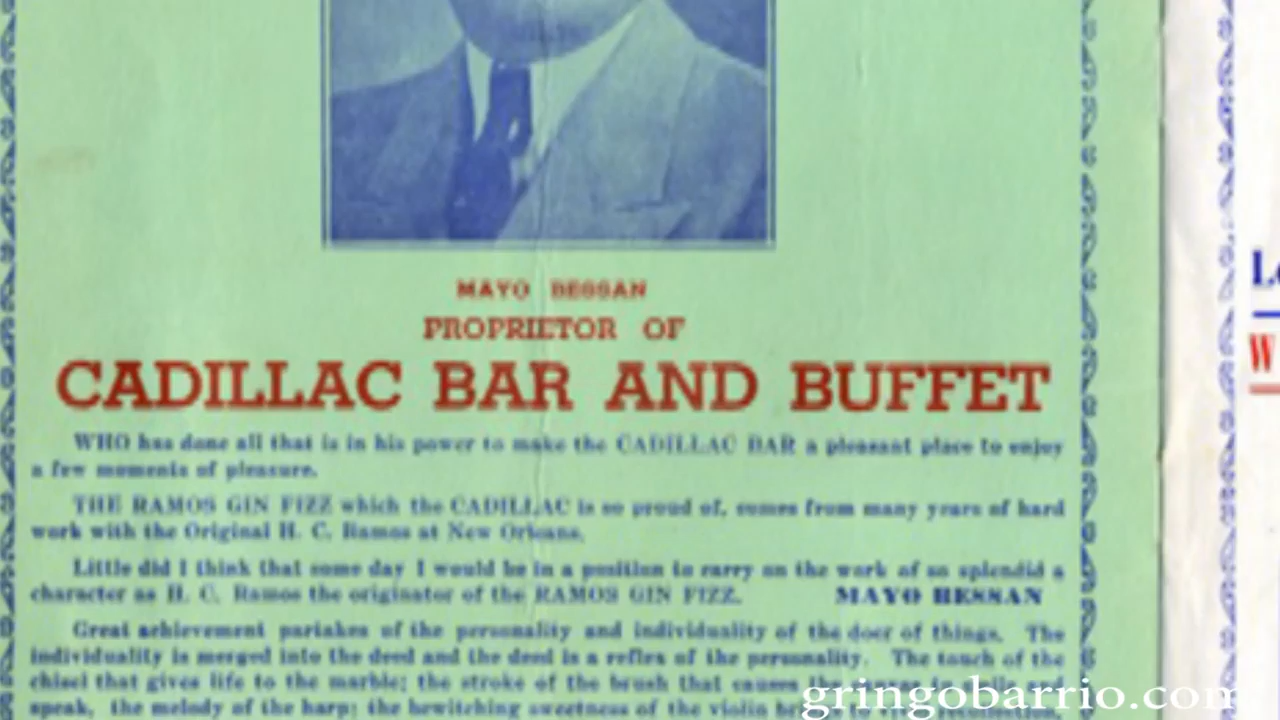 MAYO BESSAN
PROPRIETOR OF
CADILLAC BAR AND BUFFET
WHO has done all that is in his power to make the CADILLAC BAR a pleasant place to enjoy
a few moments of pleasure.
THE RAMOS GIN FIZZ which the CADILLAC is so proud of, comes from many years of hard
work with the Original H. C. Ramos at New Orleans.
Little did I think that some day I would be in a position to carry on the work of so splendid a
character as H. C. Ramos the originator of the RAMOS GIN FIZZ. MAYO BESSAN
Great achievement partakes of the personality and individuality of the doer of things. The
individuality is merged into the deed and the deed is a reflex of the personality. The touch of the
chisel that gives life to the marble; the stroke of the brush that causes the
speak, the melody of the harp; the bewitching sweetness of the violin
gringobarrio.com
W